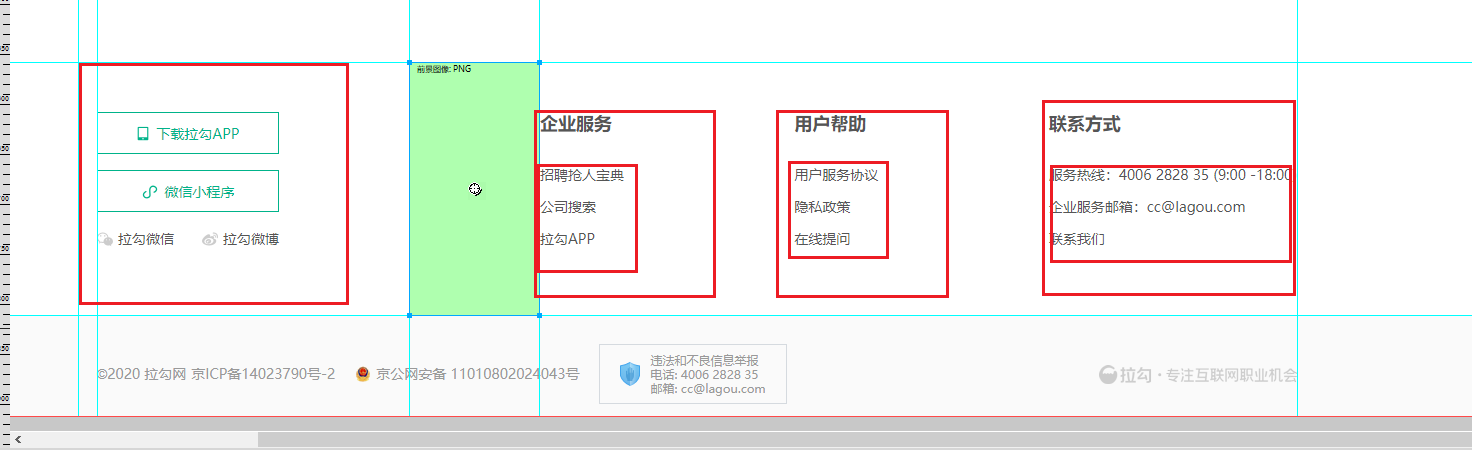 前景图像: PNG
下载拉勾APP
微信小程序
拉勾微信
拉勾微博
企业服务
招聘抢人宝典
公司搜索
拉勾APP
用户帮助
用户服务协议
隐私政策
在线提问
联系方式
服务热线：4006 2828 35 (9:00 -18:00
企业服务邮箱：cc@lagou.com
联系我们
©2020 拉勾网 京ICP备14023790号-2
京公网安备 11010802024043号
违法和不良信息举报
电话: 4006 2828 35
邮箱: cc@lagou.com
拉勾·专注互联网职业机会